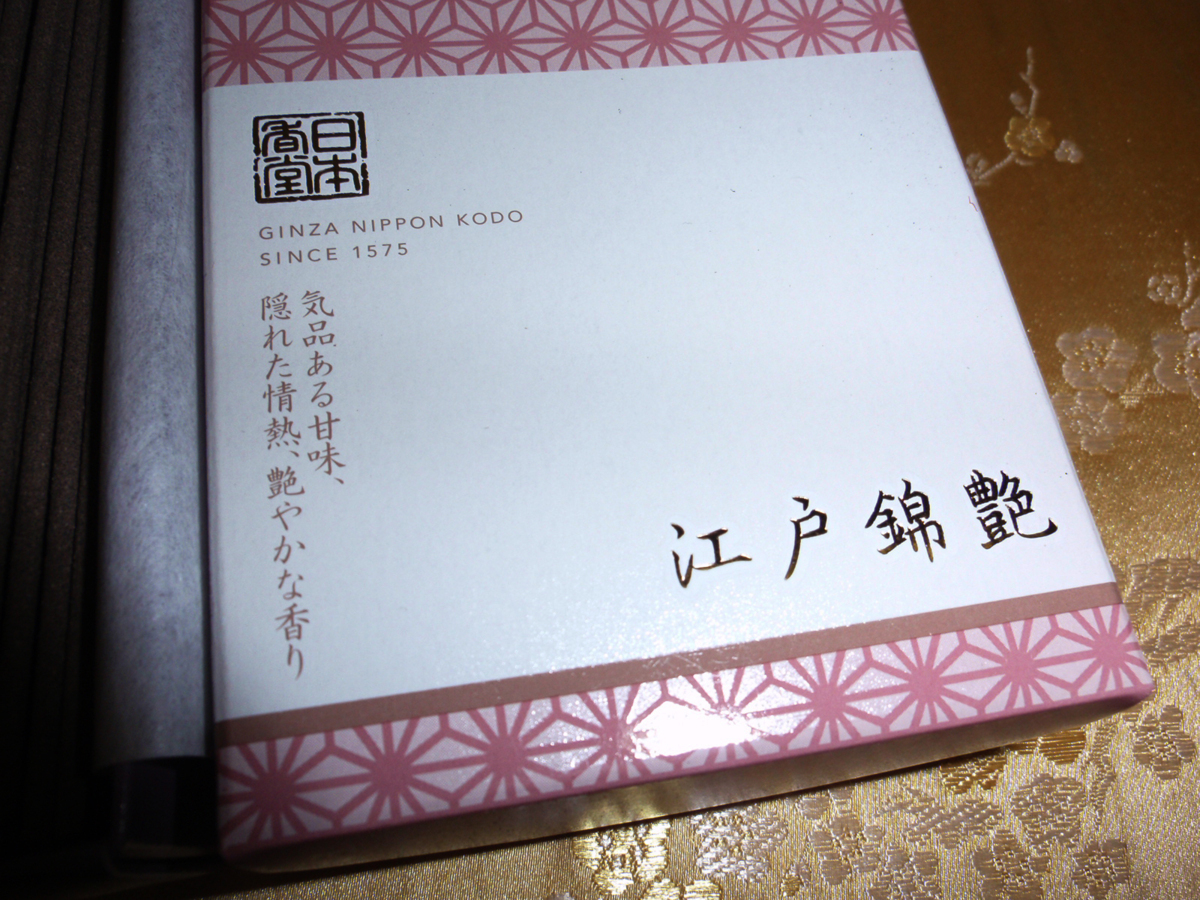 日本
香堂
GINZA NIPPON KODO
SINCE 1575
気品ある甘味、
隠れた情熱、艶やかな香り
江戸錦艶